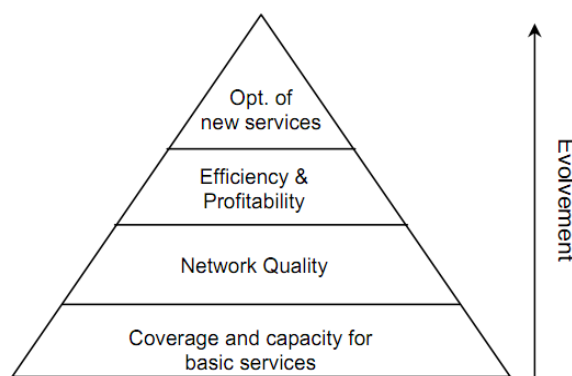 Opt. of
new services
Efficiency &
Profitability
Network Quality
Coverage and capacity for
basic services
Evolvement